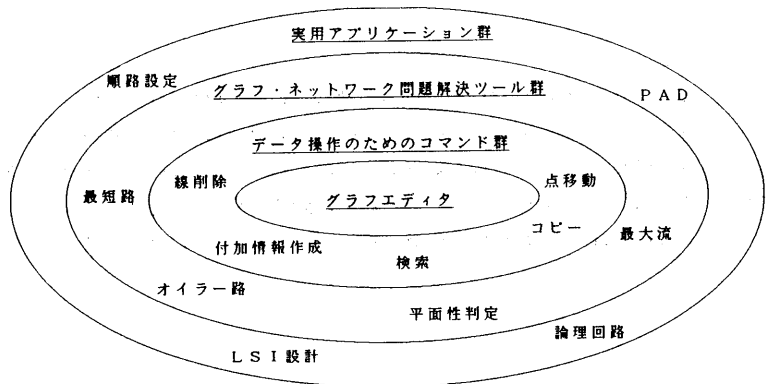 実用アプリケーション群
順路設定
グラフ・ネットワーク問題解決ツール群
ＰＡＤ
データ操作のためのコマンド群
最短路
線削除
点移動
グラフエディタ
コピー
最大流
付加情報作成
検索
オイラー路
平面性判定
論理回路
ＬＳＩ設計